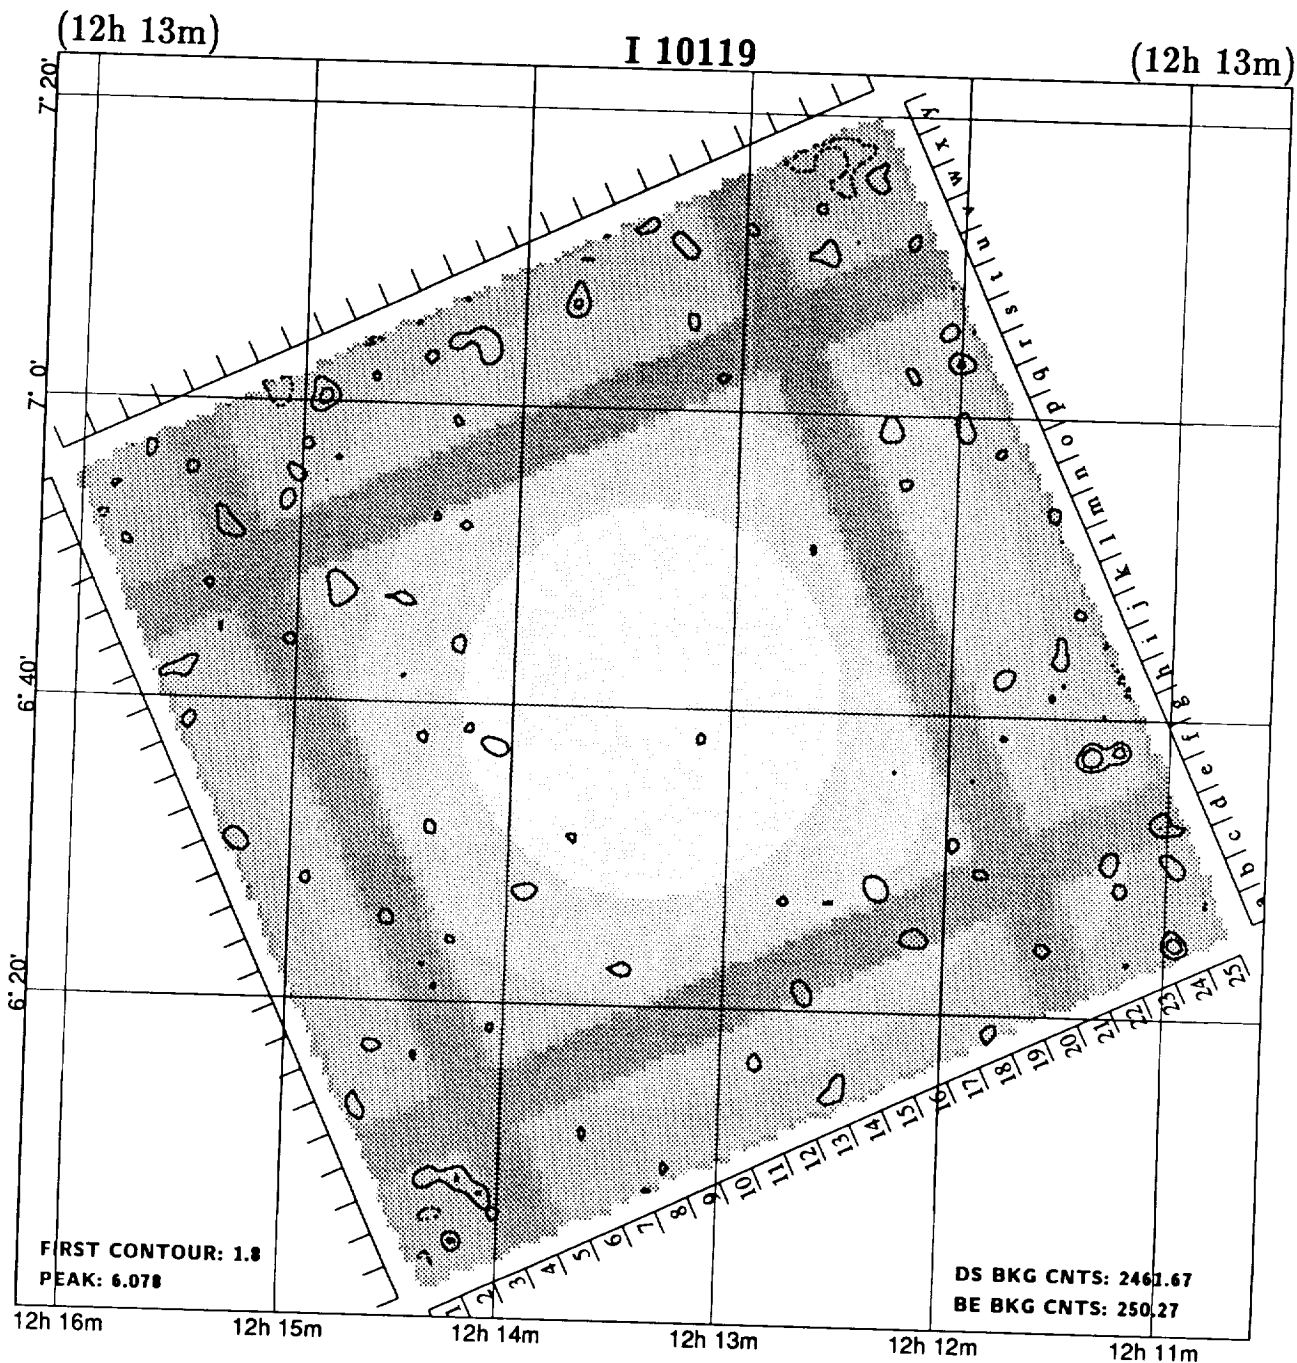 (12h 13m)
I 10119
(12h 13m)
7° 20'
7° 0'
6° 40'
6° 20'
y
x
w
v
u
t
s
r
q
p
o
n
m
l
k
j
i
h
g
f
e
d
c
b
a
1
2
3
4
5
6
7
8
9
10
11
12
13
14
15
16
17
18
19
20
21
22
23
24
25
FIRST CONTOUR: 1.8
PEAK: 6.078
DS BKG CNTS: 2461.67
BE BKG CNTS: 250.27
12h 16m
12h 15m
12h 14m
12h 13m
12h 12m
12h 11m